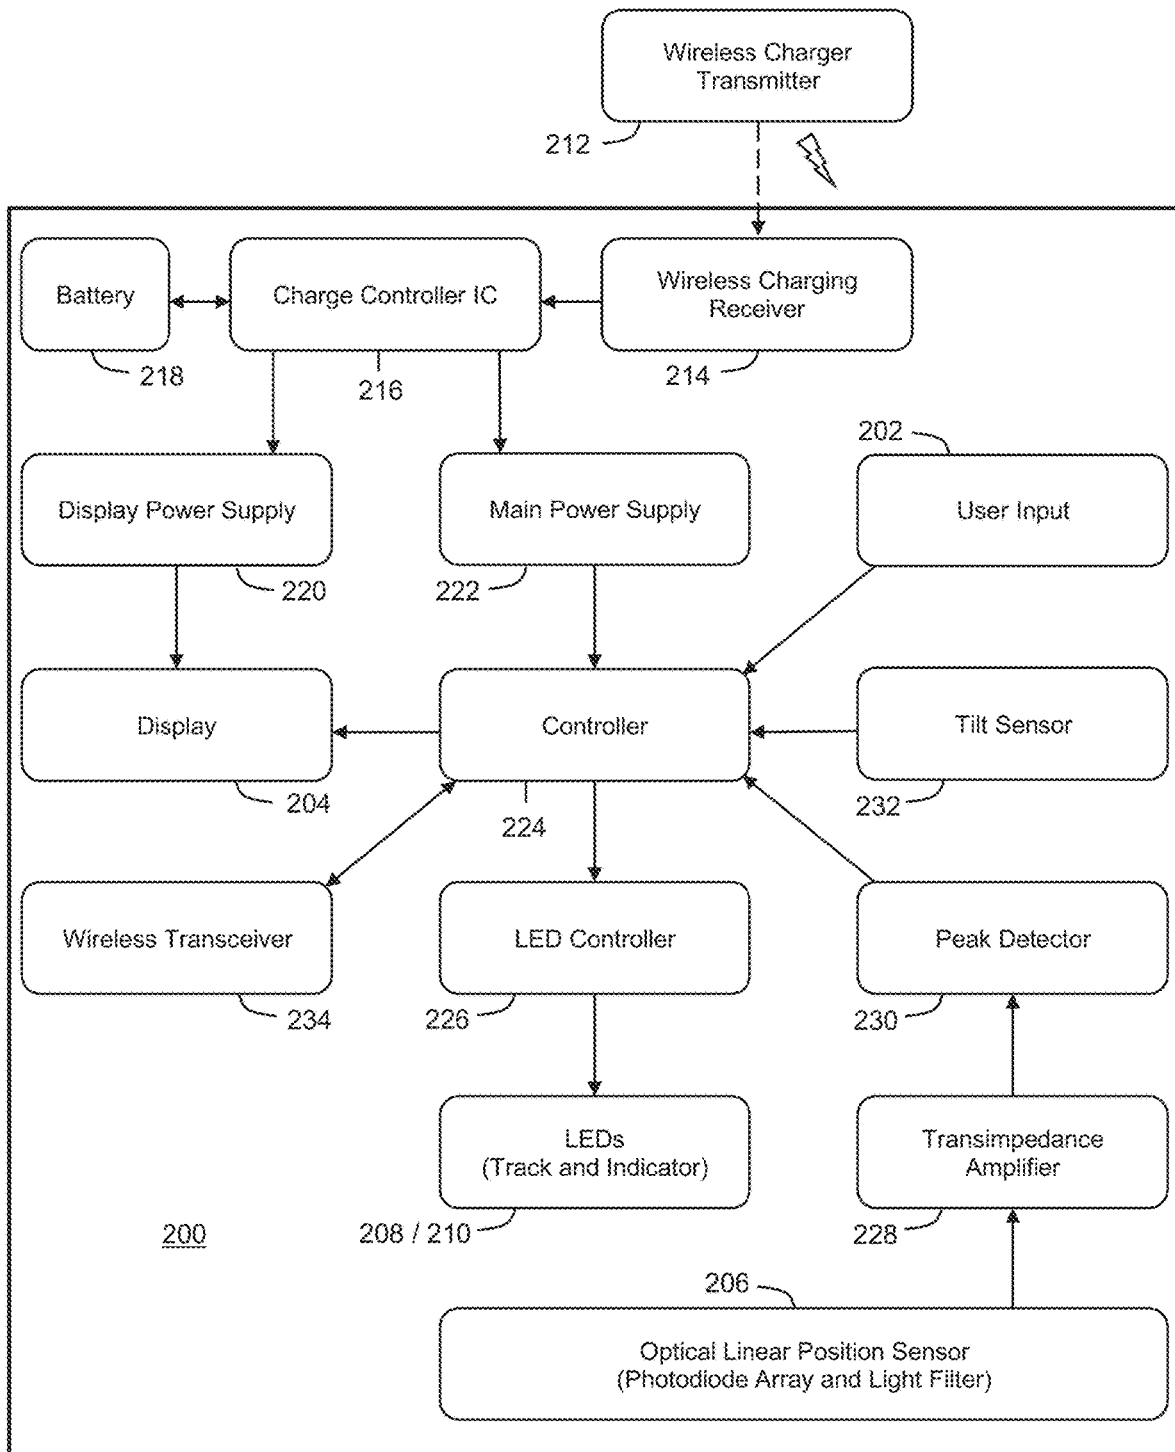 Wireless Charger
Transmitter
212
Battery
Charge Controller IC
Wireless Charging
Receiver
218
216
214
202
Display Power Supply
Main Power Supply
User Input
220
222
Display
Controller
Tilt Sensor
204
224
232
Wireless Transceiver
LED Controller
Peak Detector
234
226
230
LEDs
(Track and Indicator)
Transimpedance
Amplifier
200
208 / 210
228
206
Optical Linear Position Sensor
(Photodiode Array and Light Filter)